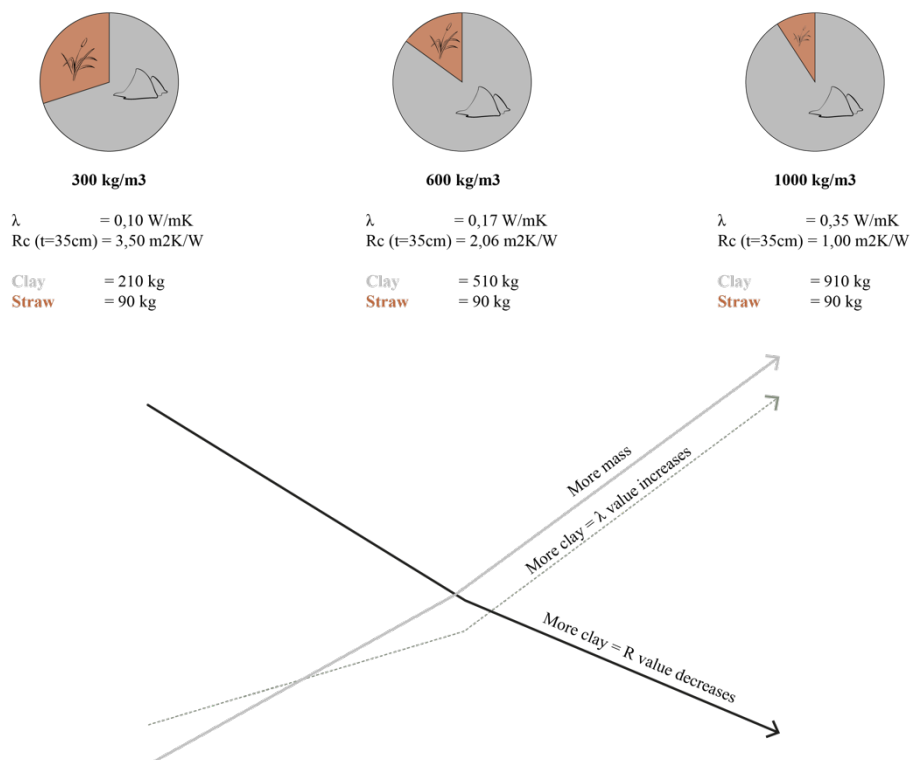 300 kg/m3
λ = 0,10 W/mK
Rc (t=35cm) = 3,50 m2K/W
Clay = 210 kg
Straw = 90 kg
600 kg/m3
λ = 0,17 W/mK
Rc (t=35cm) = 2,06 m2K/W
Clay = 510 kg
Straw = 90 kg
1000 kg/m3
λ = 0,35 W/mK
Rc (t=35cm) = 1,00 m2K/W
Clay = 910 kg
Straw = 90 kg
More mass
More clay = λ value increases
More clay = R value decreases